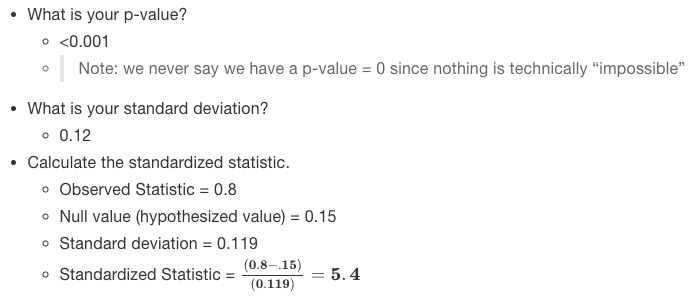 What is your p-value?
<0.001
Note: we never say we have a p-value = 0 since nothing is technically “impossible”
What is your standard deviation?
0.12
Calculate the standardized statistic.
Observed Statistic = 0.8
Null value (hypothesized value) = 0.15
Standard deviation = 0.119
Standardized Statistic = (0.8−.15)/(0.119) = 5.4